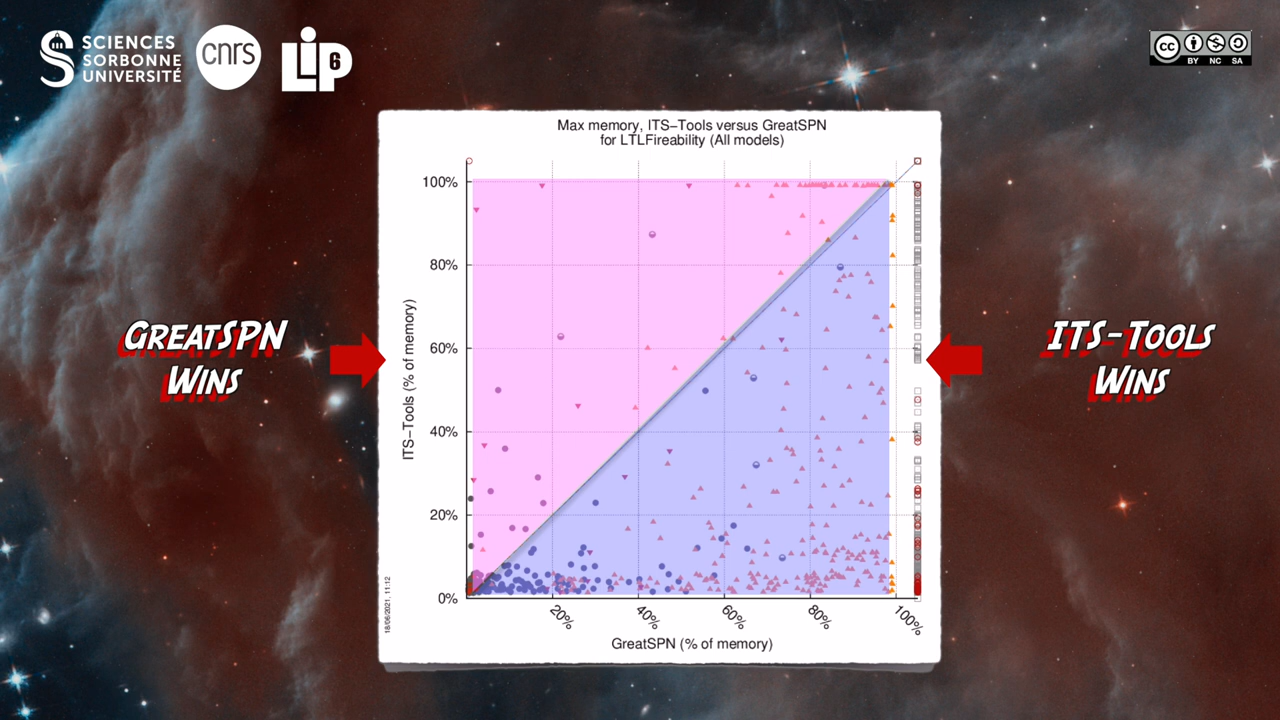 SCIENCES
SORBONNE
UNIVERSITÉ
cnrs
LIP6
CC BY NC SA
Max memory, ITS-Tools versus GreatSPN
for LTLFireability (All models)
100%
80%
60%
40%
20%
0%
ITS-Tools (% of memory)
18/06/2021, 11:12
20%
40%
60%
80%
100%
GreatSPN (% of memory)
GREATSPN
WINS
ITS-TOOLS
WINS